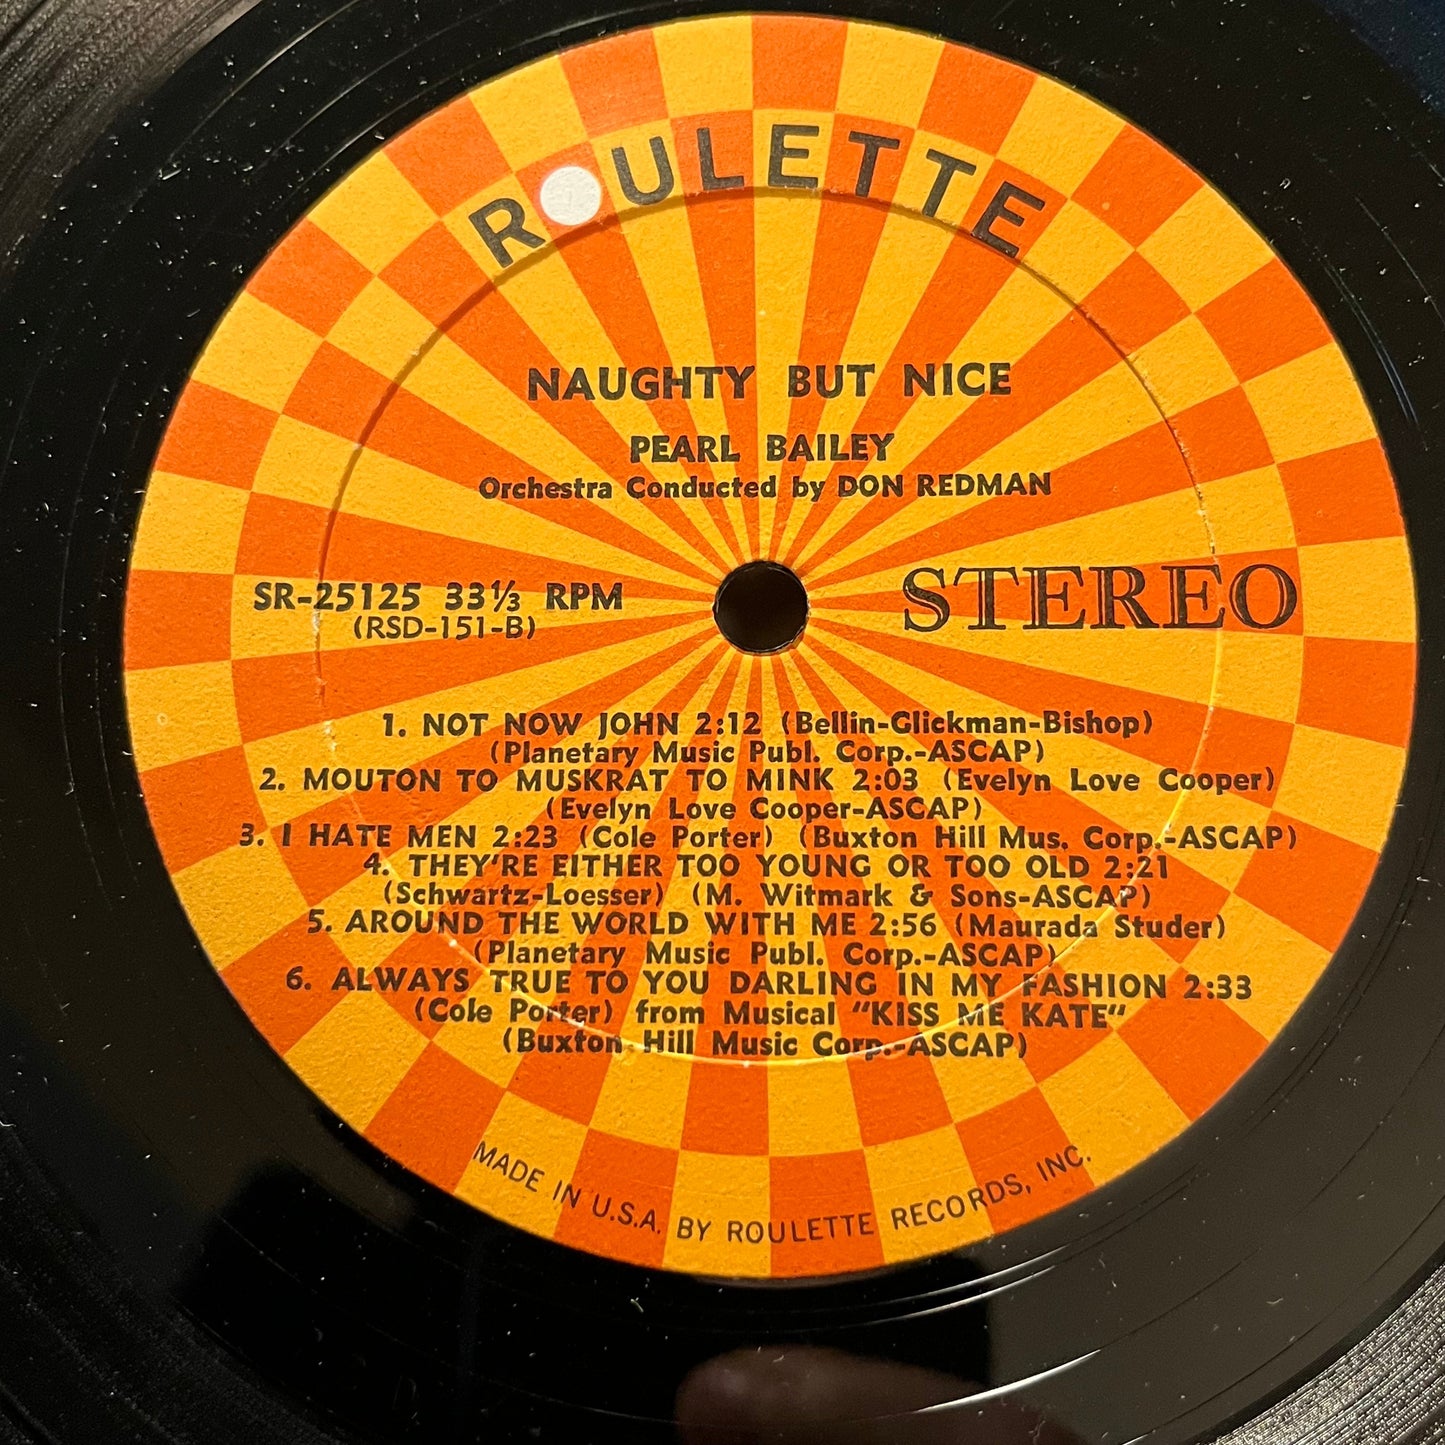 ROULETTE
NAUGHTY BUT NICE
PEARL BAILEY
Orchestra Conducted by DON REDMAN
SR-25125 33⅓ RPM
(RSD-151-B)
STEREO
1. NOT NOW JOHN 2:12 (Bellin-Glickman-Bishop)
(Planetary Music Publ. Corp.-ASCAP)
2. MOUTON TO MUSKRAT TO MINK 2:03 (Evelyn Love Cooper)
(Evelyn Love Cooper-ASCAP)
3. I HATE MEN 2:23 (Cole Porter) (Buxton Hill Mus. Corp.-ASCAP)
4. THEY'RE EITHER TOO YOUNG OR TOO OLD 2:21
(Schwartz-Loesser) (M. Witmark & Sons-ASCAP)
5. AROUND THE WORLD WITH ME 2:56 (Maurada Studer)
(Planetary Music Publ. Corp.-ASCAP)
6. ALWAYS TRUE TO YOU DARLING IN MY FASHION 2:33
(Cole Porter) from Musical "KISS ME KATE"
(Buxton Hill Music Corp.-ASCAP)
MADE IN U.S.A. BY ROULETTE RECORDS, INC.